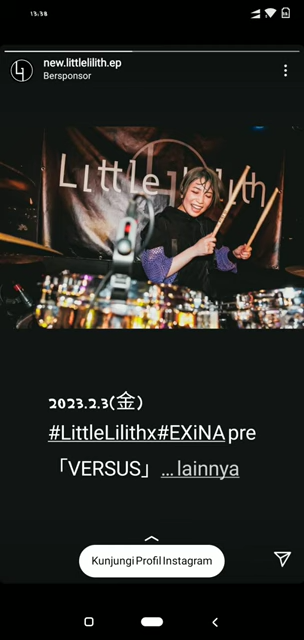 13:38
new.littlelilith.ep
Bersponsor
Little lilith
2023.2.3(金)
#LittleLilithx#EXiNA pre
「VERSUS」 ... lainnya
Kunjungi Profil Instagram